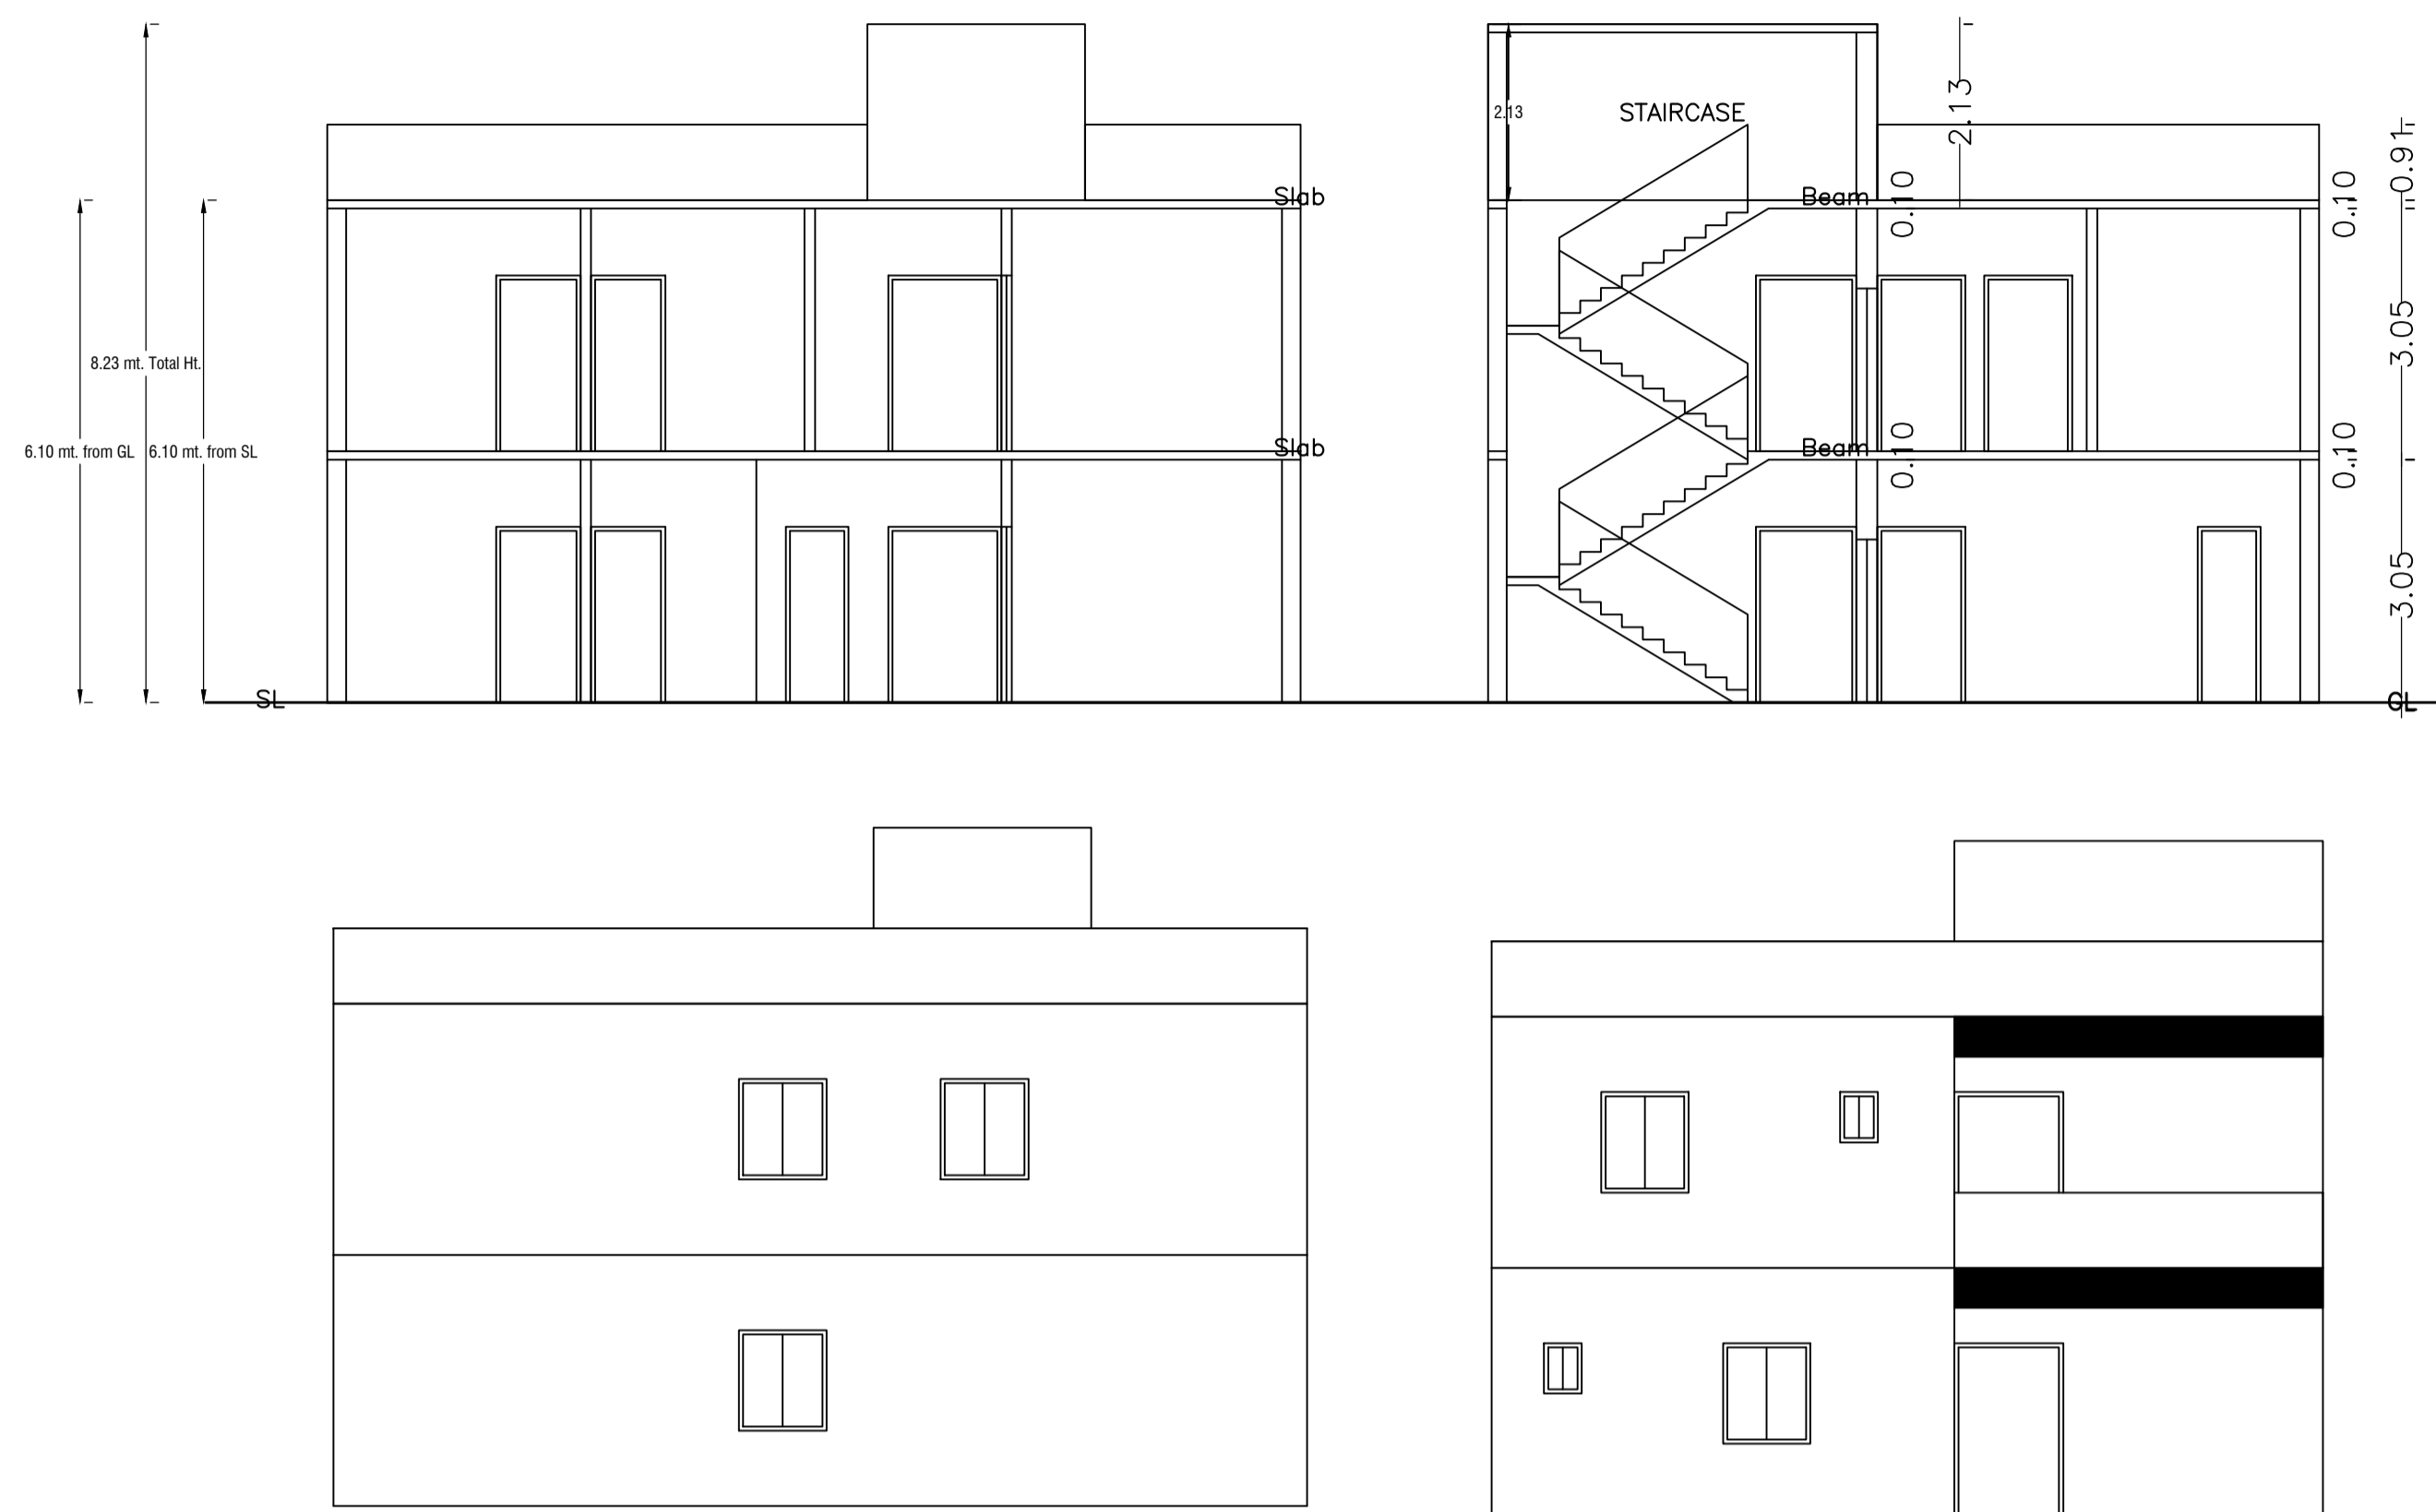 2.13
STAIRCASE
2.13
0.91
Slab
Beam
0.10
0.10
3.05
8.23 mt. Total Ht.
6.10 mt. from GL
6.10 mt. from SL
Slab
Beam
0.10
0.10
3.05
SL
GL